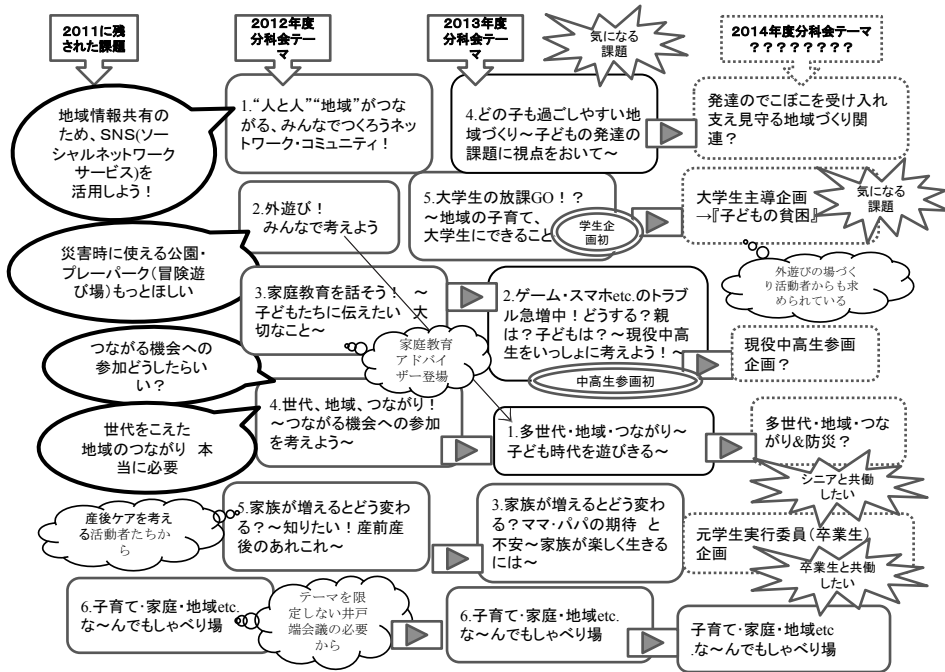 2011に残
された課題
2012年度
分科会テー
マ
2013年度
分科会テー
マ
気になる
課題
2014年度分科会テーマ
????????
地域情報共有の
ため、SNS(ソー
シャルネットワーク
サービス)を
活用しよう!
1.“人と人”“地域”がつな
がる、みんなでつくろうネッ
トワーク・コミュニティ!
4.どの子も過ごしやすい地
域づくり~子どもの発達の
課題に視点をおいて~
発達のでこぼこを受け入れ
支え見守る地域づくり関
連?
2.外遊び!
みんなで考えよう
5.大学生の放課GO!?
~地域の子育て、
大学生にできること
学生企
画初
大学生主導企画
→『子どもの貧困』
気になる
課題
災害時に使える公園・
プレーパーク(冒険遊
び場)もっとほしい
3.家庭教育を話そう! ~
子どもたちに伝えたい 大
切なこと~
2.ゲーム・スマホetc.のトラブ
ル急増中!どうする?親
は?子どもは?~現役中高
生をいっしょに考えよう!~
中高生参画初
外遊びの場づく
り活動者からも求
められている
家庭教育
アドバイ
ザー登場
現役中高生参画
企画?
つながる機会への
参加どうしたらい
い?
4.世代、地域、つながり!
~つながる機会への参加
を考えよう~
1.多世代・地域・つながり~
子ども時代を遊びきる~
多世代・地域・つな
がり&防災?
世代をこえた
地域のつながり 本
当に必要
シニアと共働
したい
産後ケアを考え
る活動者たちか
ら
5.家族が増えるとどう変わ
る?~知りたい!産前産
後のあれこれ~
3.家族が増えるとどう変わ
る?ママ・パパの期待 と
不安~家族が楽しく生きる
には~
元学生実行委員(卒業生)
企画
卒業生と共働
したい
6.子育て・家庭・地域etc.
な~んでもしゃべり場
テーマを限
定しない井戸
端会議の必要
から
6.子育て・家庭・地域etc.
な~んでもしゃべり場
子育て・家庭・地域etc
.な~んでもしゃべり場